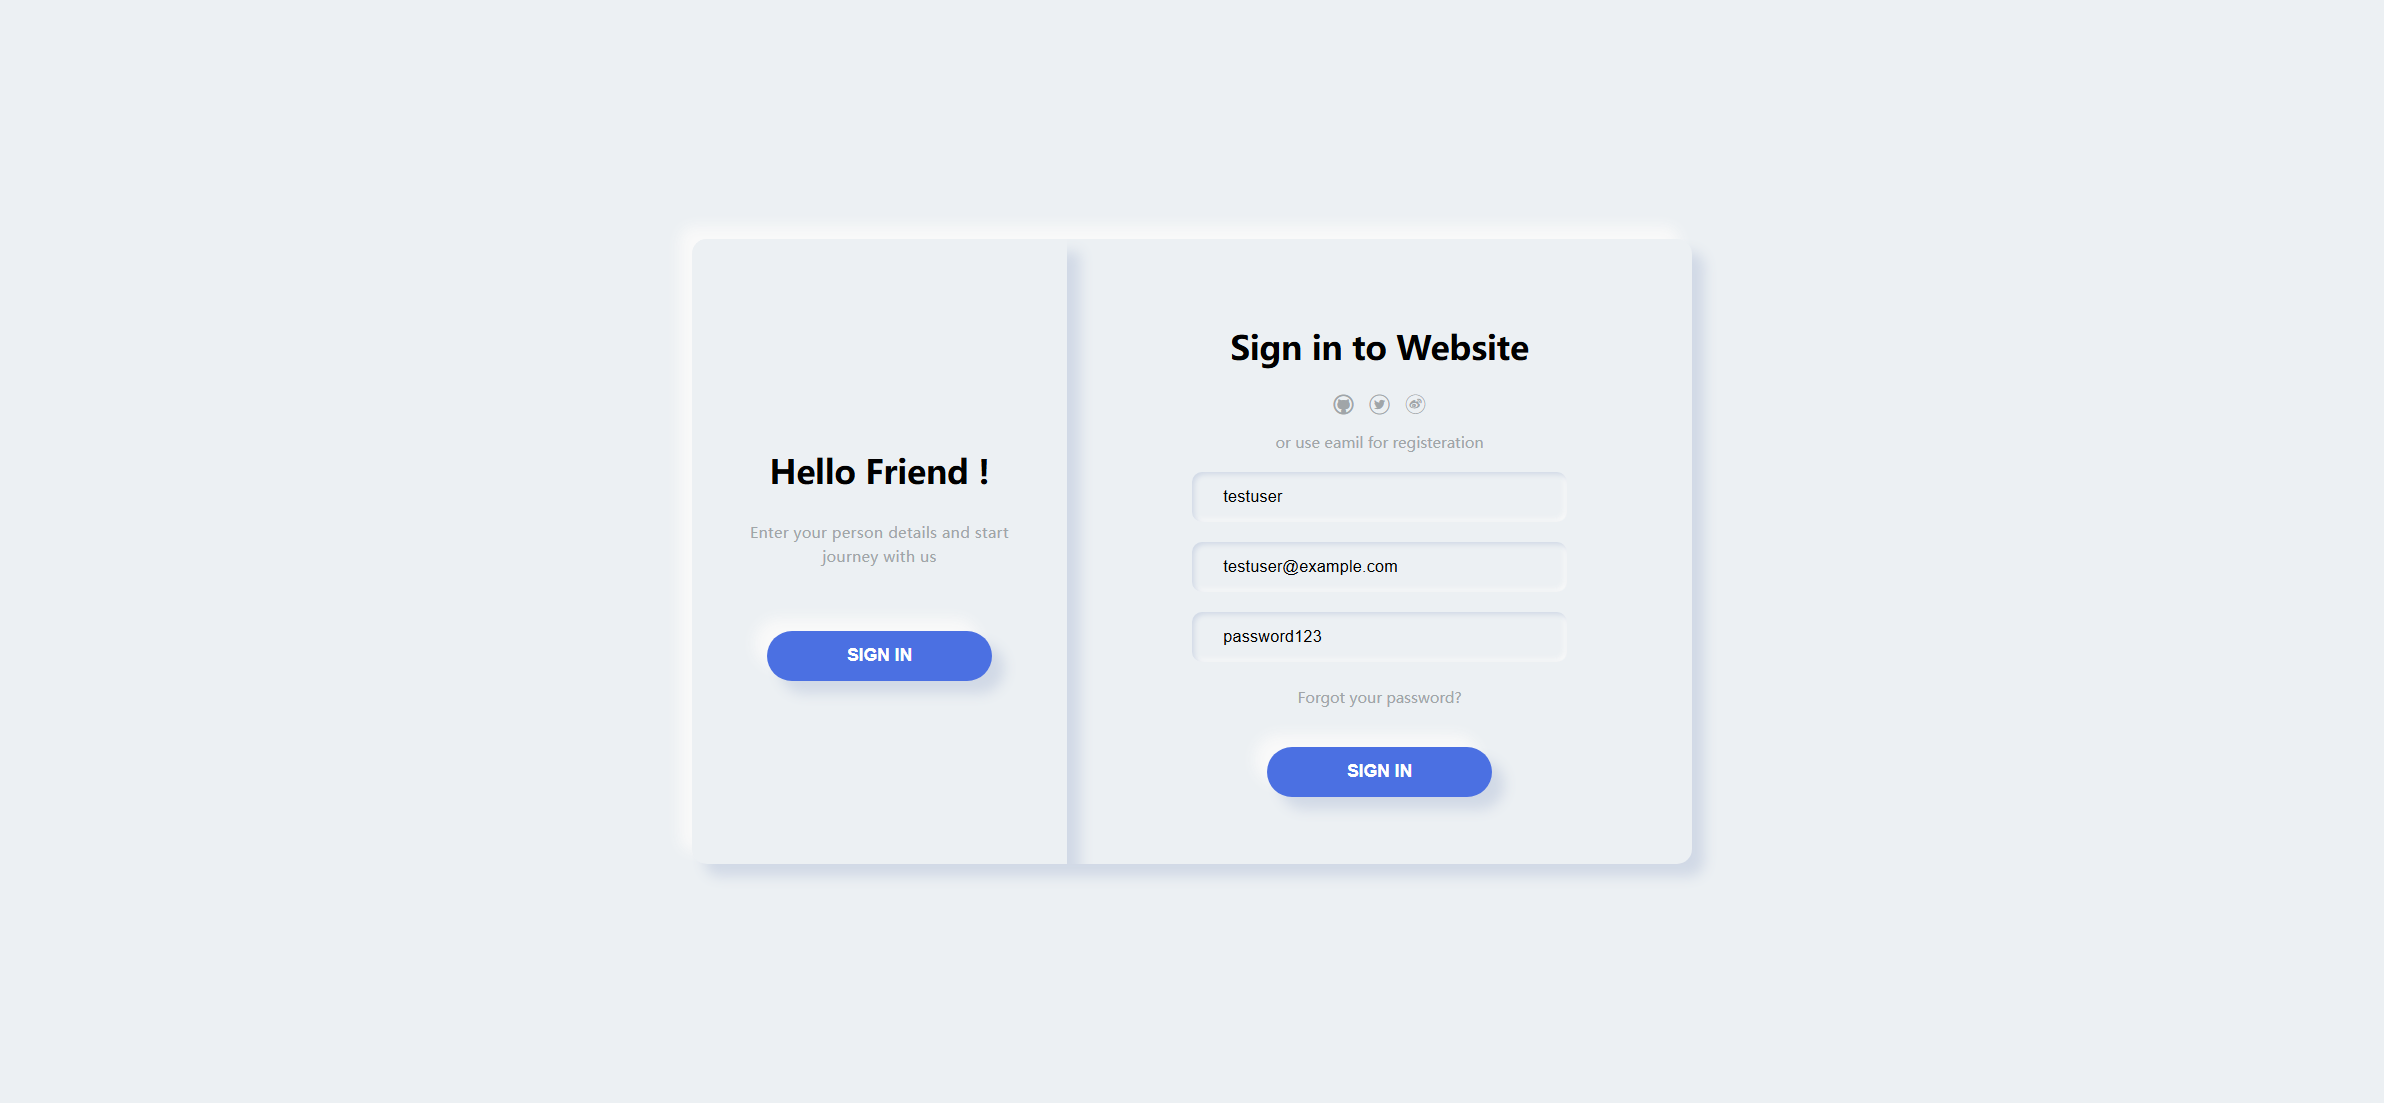 Hello Friend !
Enter your person details and start
journey with us
SIGN IN
Sign in to Website
or use eamil for registeration
testuser
testuser@example.com
password123
Forgot your password?
SIGN IN